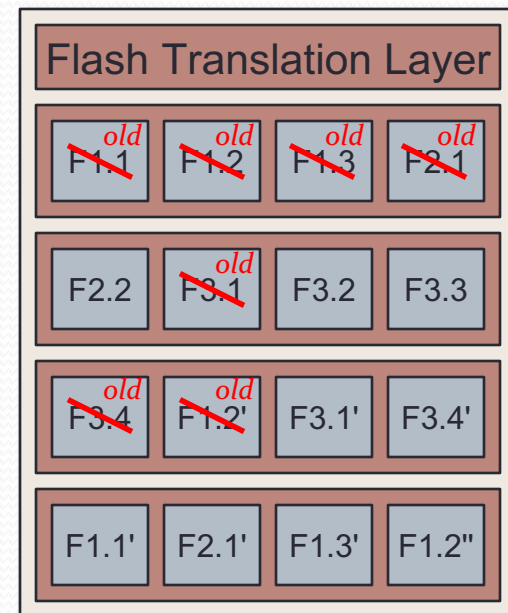 Flash Translation Layer
old old old old
F1.1 F1.2 F1.3 F2.1
old
F2.2 F3.1 F3.2 F3.3
old old
F3.4 F1.2' F3.1' F3.4'
F1.1' F2.1' F1.3' F1.2"